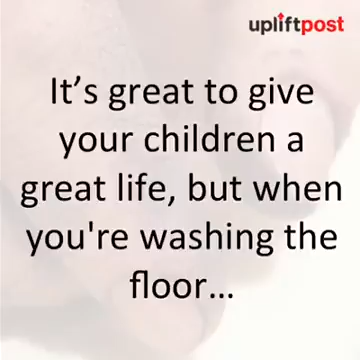 upliftpost
It’s great to give
your children a
great life, but when
you're washing the
floor...